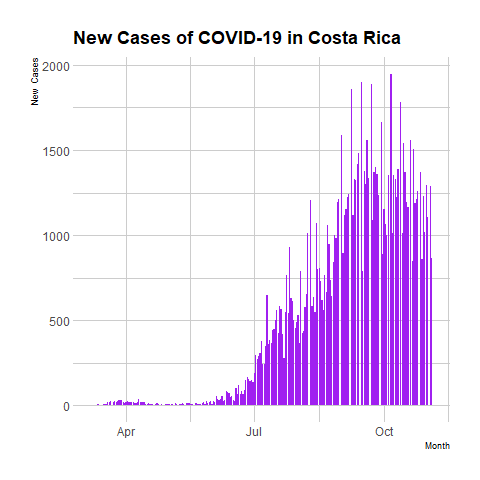 New Cases of COVID-19 in Costa Rica
New Cases
2000
1500
1000
500
0
Apr
Jul
Oct
Month